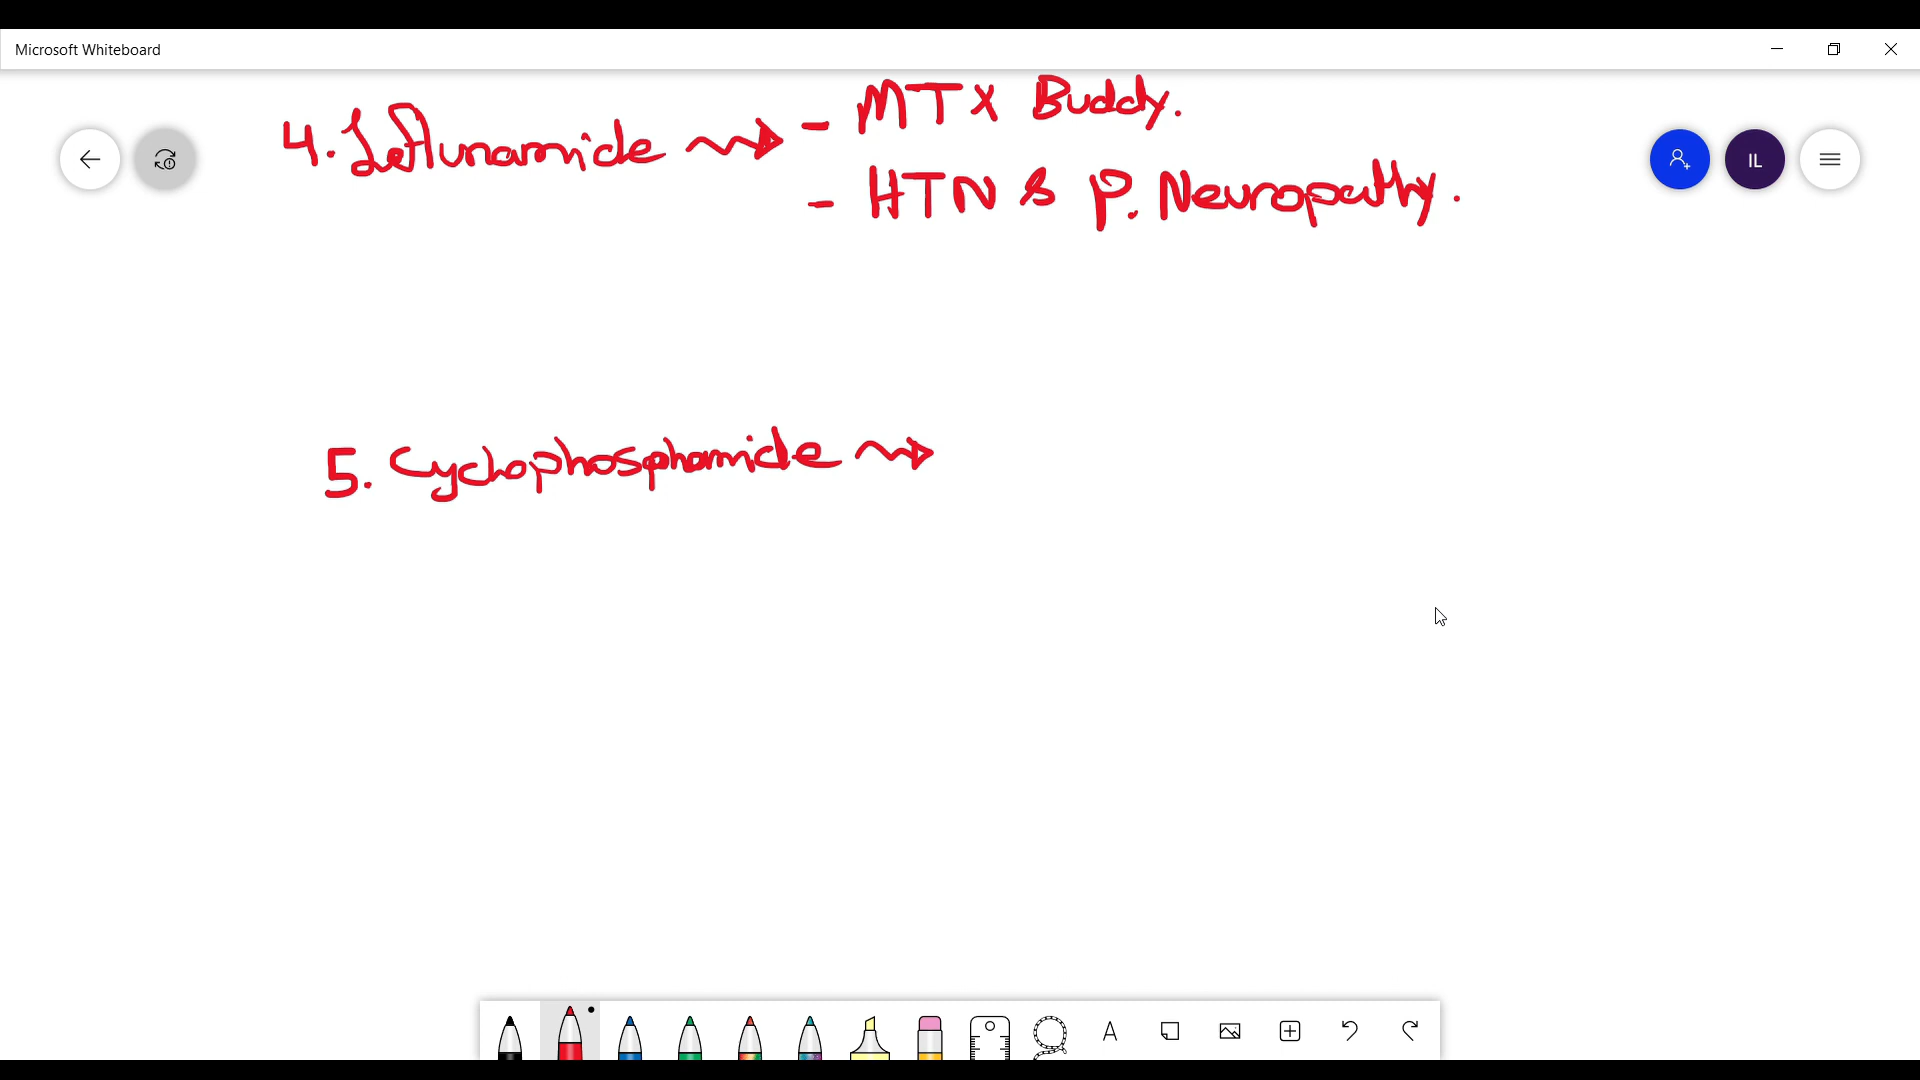 Microsoft Whiteboard
4. Leflunamide
- MTX Buddy.
- HTN & P. Neuropathy.
IL
5. Cyclophosphamide
A